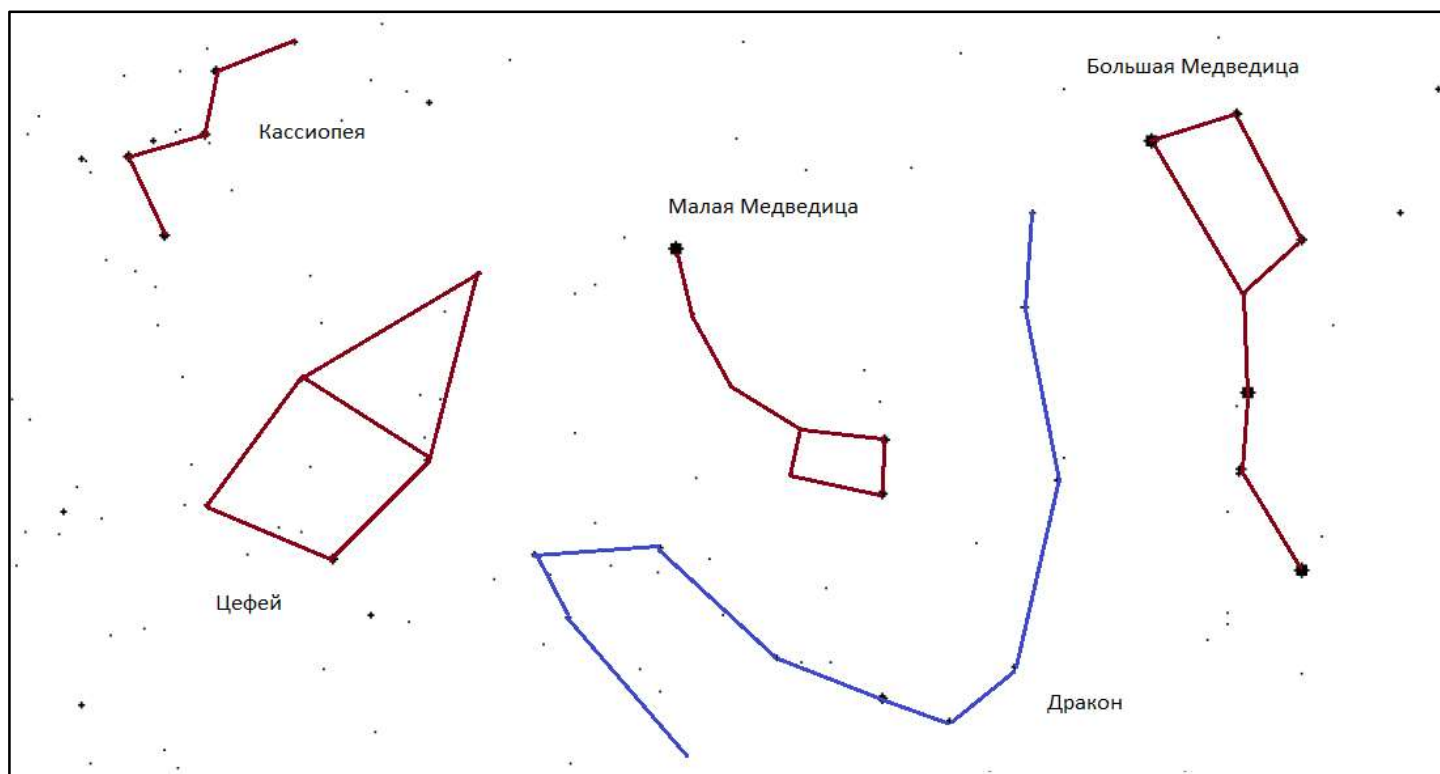 Большая Медведица
Кассиопея
Малая Медведица
Цефей
Дракон